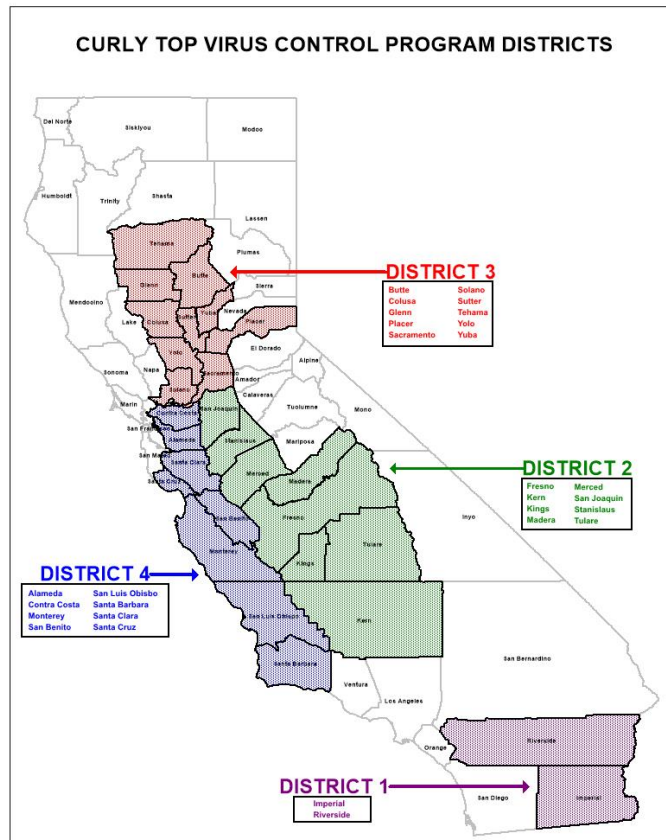 CURLY TOP VIRUS CONTROL PROGRAM DISTRICTS
Del Norte
Siskiyou
Modoc
Humboldt
Trinity
Shasta
Lassen
Tehama
Plumas
Butte
DISTRICT 3
Butte Solano
Colusa Sutter
Glenn Tehama
Placer Yolo
Sacramento Yuba
Glenn
Sierra
Mendocino
Lake
Colusa
Sutter
Yuba
Nevada
Placer
Yolo
El Dorado
Sonoma
Napa
Sacramento
Alpine
Amador
Solano
Calaveras
Marin
Contra Costa
San Joaquin
Tuolumne
Mono
San Fran
Alameda
Stanislaus
Mariposa
San Ma
Santa Clara
Merced
Madera
DISTRICT 2
Fresno Merced
Kern San Joaquin
Kings Stanislaus
Madera Tulare
Santa Cruz
San Benito
Fresno
Inyo
Monterey
Kings
Tulare
DISTRICT 4
Alameda San Luis Obisbo
Contra Costa Santa Barbara
Monterey Santa Clara
San Benito Santa Cruz
San Luis Obispo
Kern
Santa Barbara
San Bernardino
Ventura
Los Angeles
Orange
Riverside
DISTRICT 1
Imperial
Riverside
San Diego
Imperial